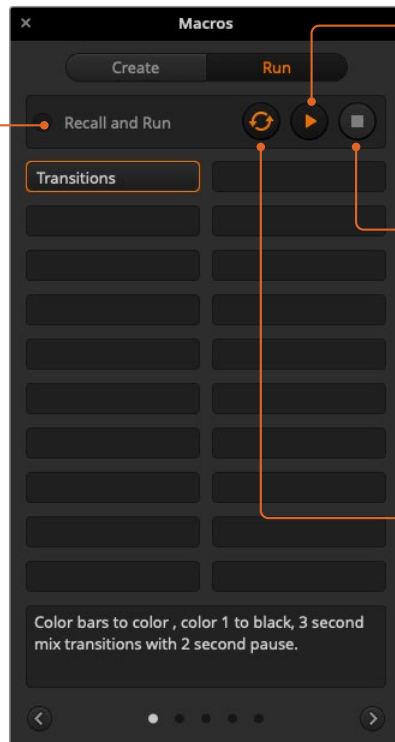 Macros
Create
Run
Recall and Run
Transitions
Color bars to color , color 1 to black, 3 second
mix transitions with 2 second pause.